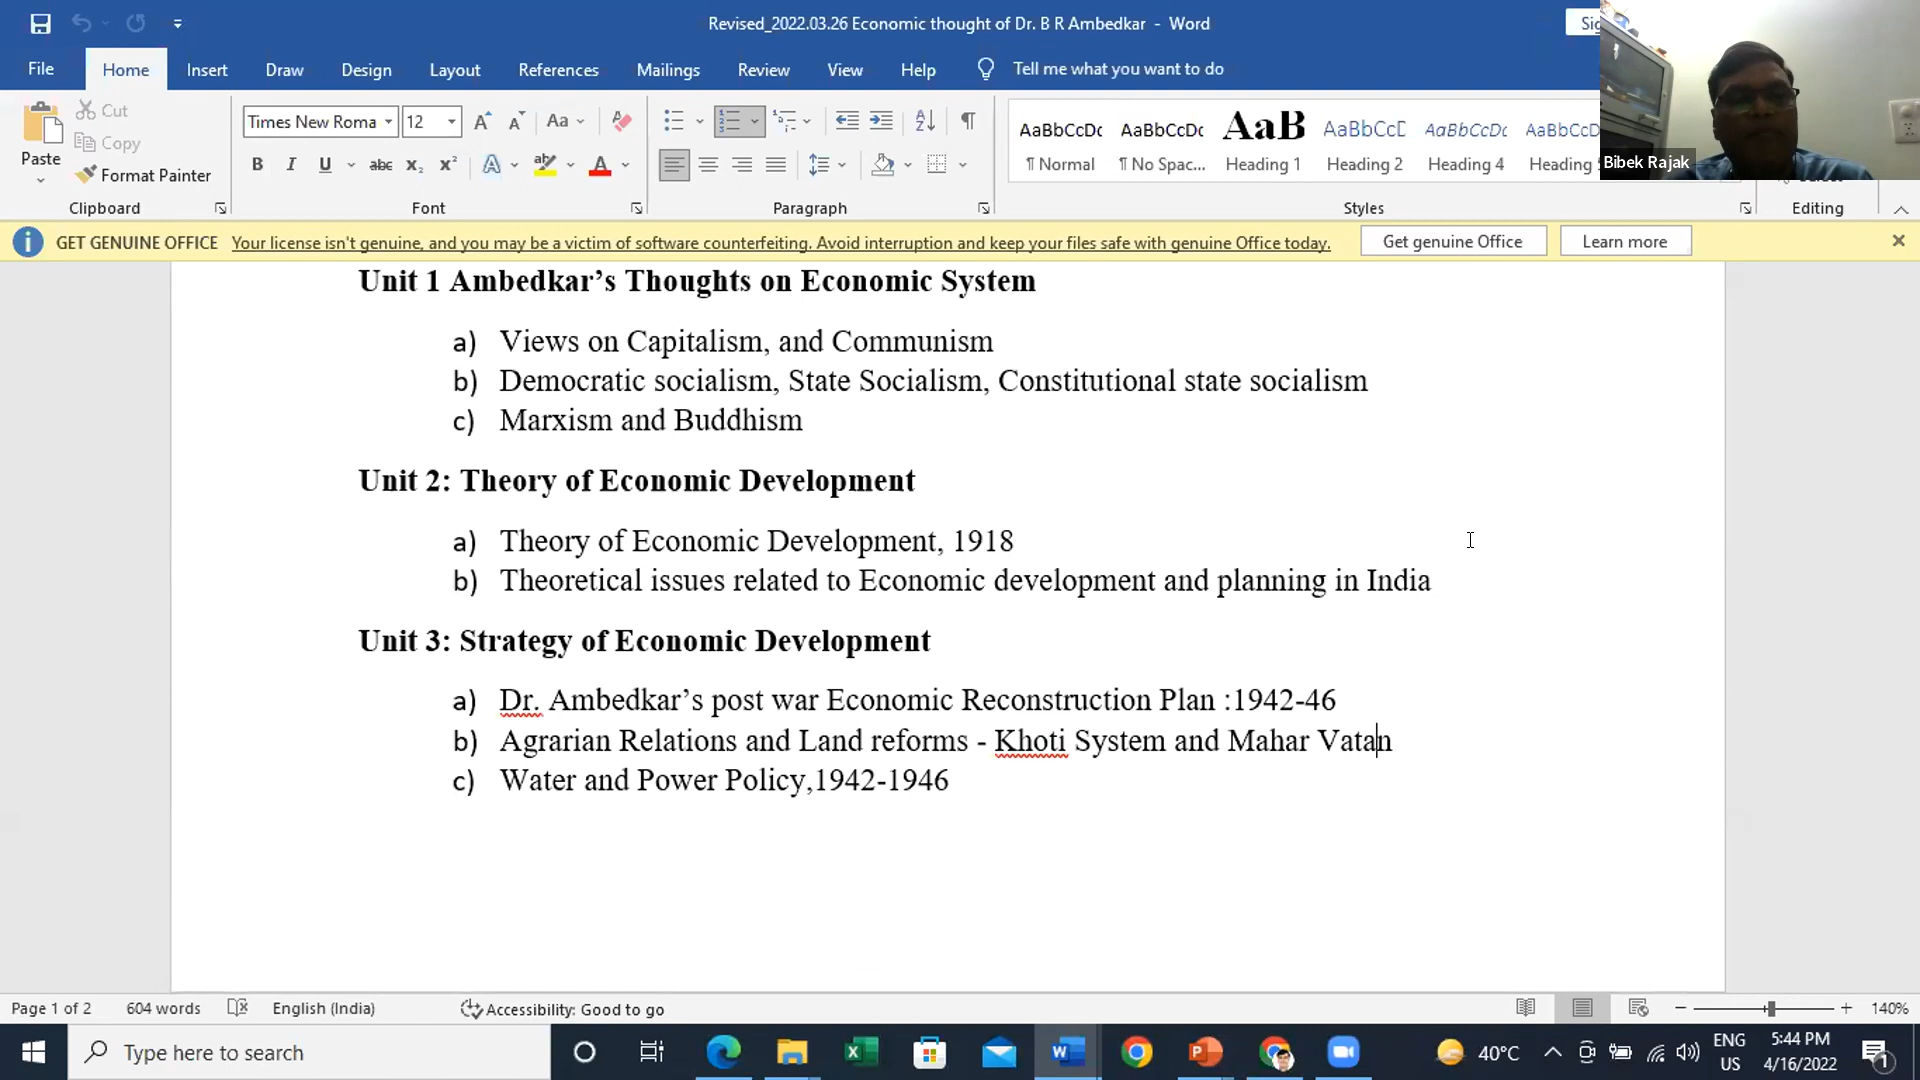 Revised_2022.03.26 Economic thought of Dr. B R Ambedkar - Word
File Home Insert Draw Design Layout References Mailings Review View Help Tell me what you want to do
Paste
Cut
Copy
Format Painter
Clipboard
Times New Roma 12
Font
Paragraph
AaBbCcDc AaBbCcDc AaB AaBbCcD AaBbCcDc AaBbCc
¶ Normal ¶ No Spac... Heading 1 Heading 2 Heading 4 Heading
Styles
Editing
Bibek Rajak
GET GENUINE OFFICE Your license isn't genuine, and you may be a victim of software counterfeiting. Avoid interruption and keep your files safe with genuine Office today. Get genuine Office Learn more
Unit 1 Ambedkar’s Thoughts on Economic System
a) Views on Capitalism, and Communism
b) Democratic socialism, State Socialism, Constitutional state socialism
c) Marxism and Buddhism
Unit 2: Theory of Economic Development
a) Theory of Economic Development, 1918
b) Theoretical issues related to Economic development and planning in India
Unit 3: Strategy of Economic Development
a) Dr. Ambedkar’s post war Economic Reconstruction Plan :1942-46
b) Agrarian Relations and Land reforms - Khoti System and Mahar Vatan
c) Water and Power Policy,1942-1946
Page 1 of 2 604 words English (India) Accessibility: Good to go 140%
Type here to search
40°C
ENG
US
5:44 PM
4/16/2022
1